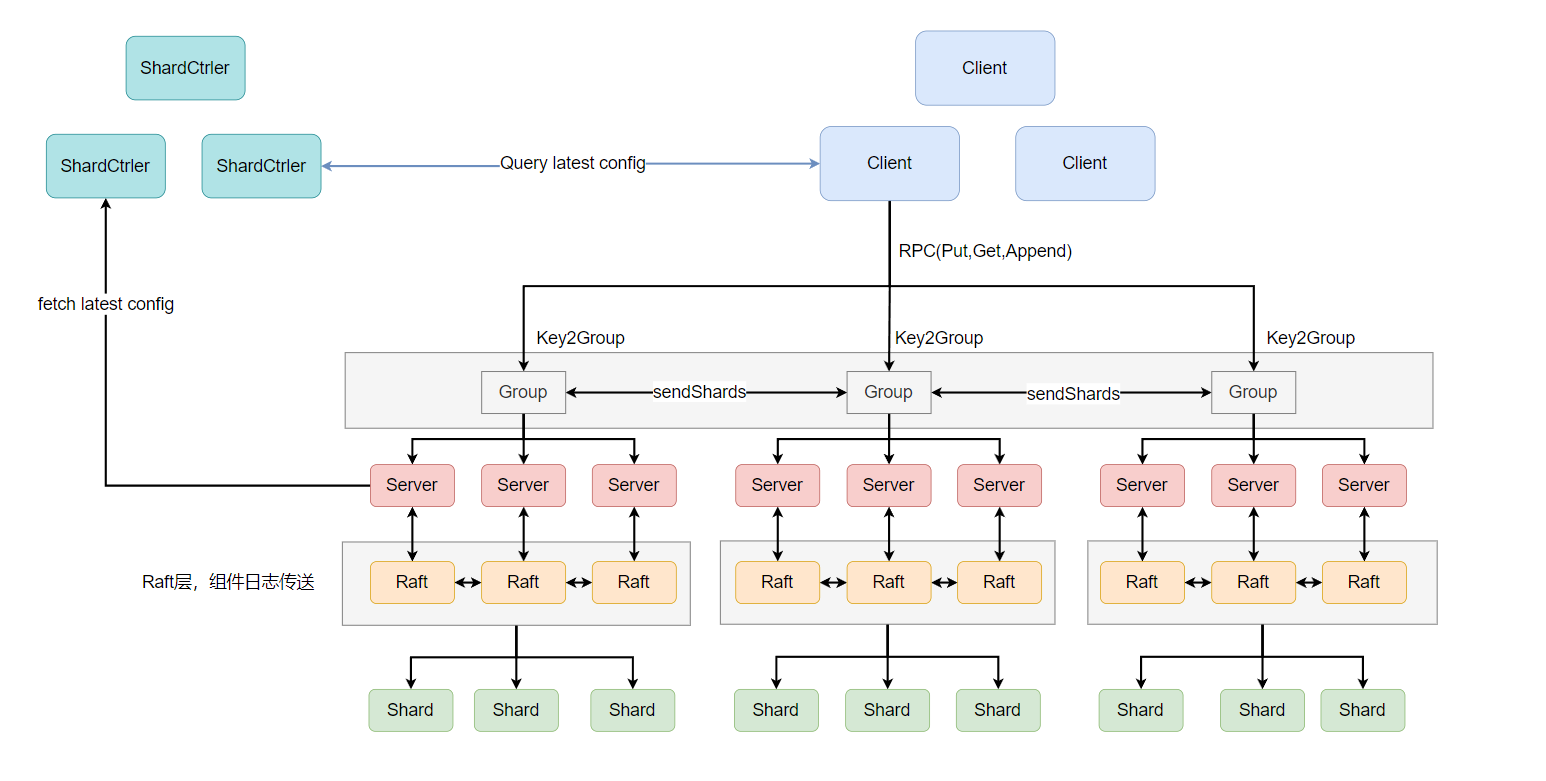 ShardCtrler
Client
ShardCtrler
ShardCtrler
Query latest config
Client
Client
RPC(Put,Get,Append)
fetch latest config
Key2Group
Key2Group
Key2Group
Group
sendShards
Group
sendShards
Group
Server
Server
Server
Server
Server
Server
Server
Server
Server
Raft层，组件日志传送
Raft
Raft
Raft
Raft
Raft
Raft
Raft
Raft
Raft
Shard
Shard
Shard
Shard
Shard
Shard
Shard
Shard
Shard